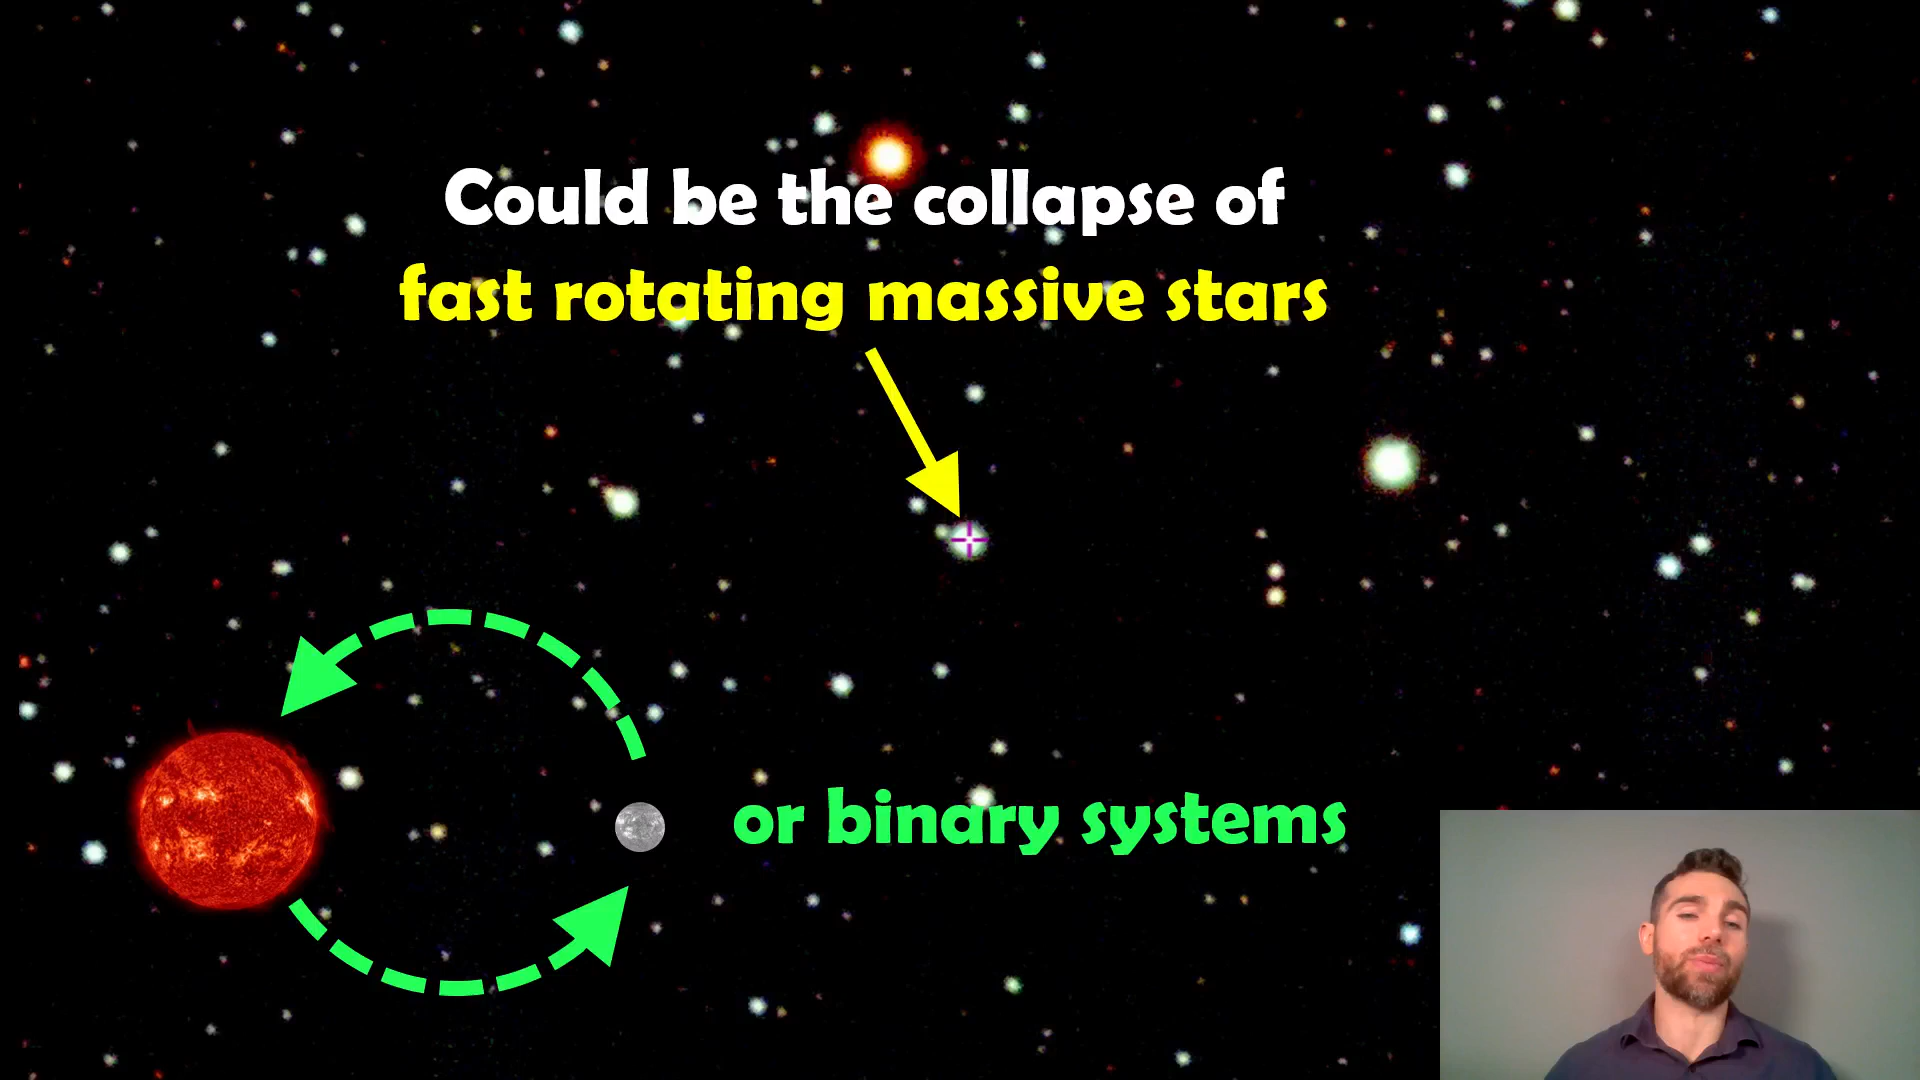 Could be the collapse of
fast rotating massive stars
or binary systems